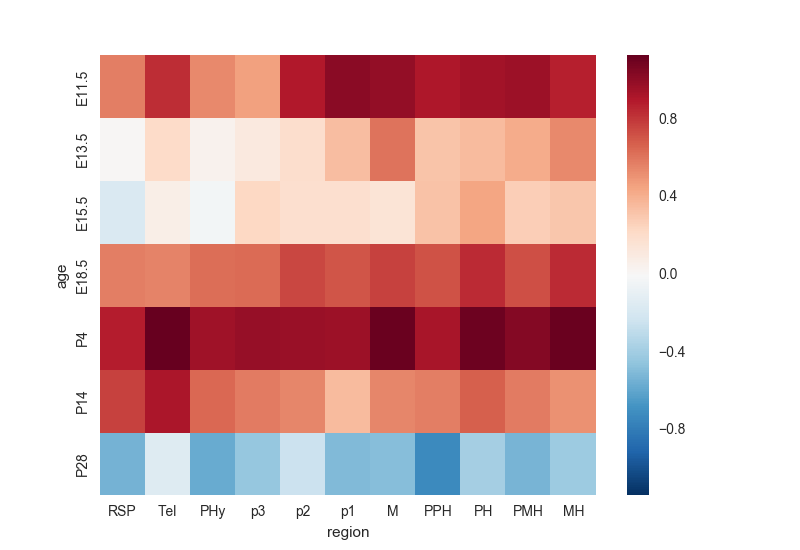 E11.5
E13.5
E15.5
E18.5
P4
P14
P28
age
RSP Tel PHy p3 p2 p1 M PPH PH PMH MH
region
0.8
0.4
0.0
−0.4
−0.8